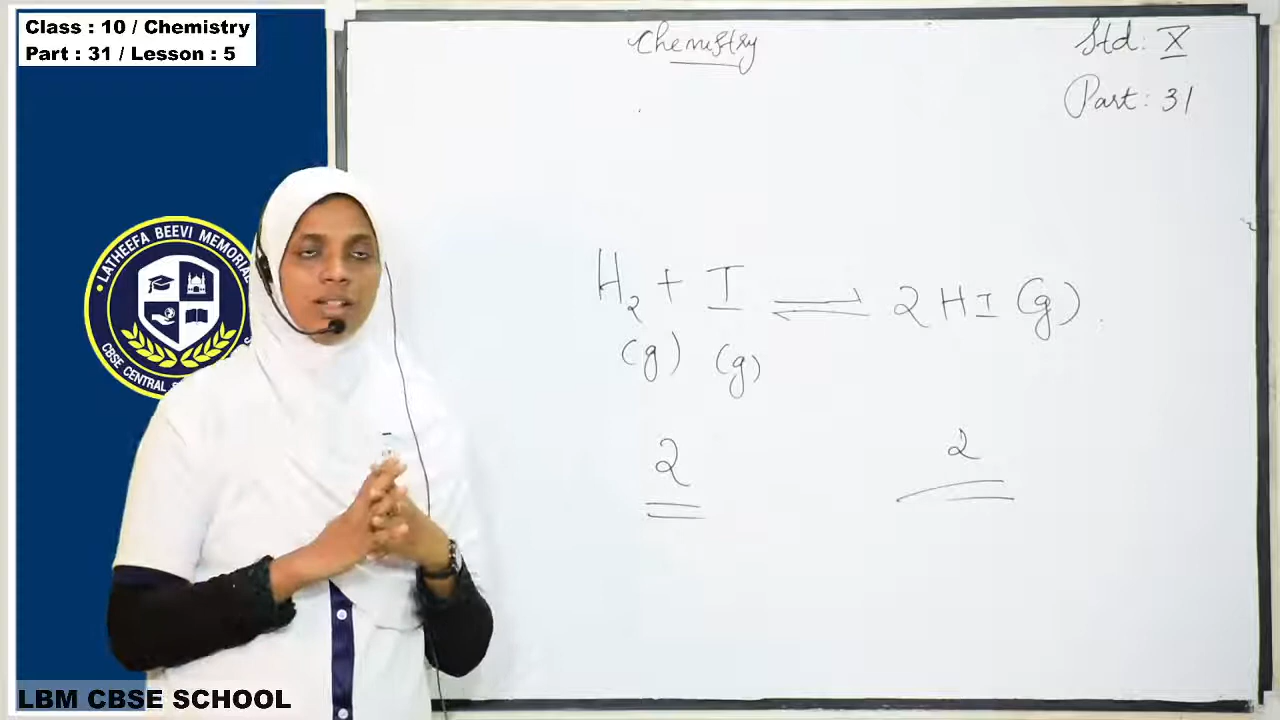 Class : 10 / Chemistry
Part : 31 / Lesson : 5
Chemistry
Std: X
Part: 31
LATHEEFA BEEVI MEMORIAL
CBSE CENTRAL S
H2 + I ⇌ 2HI (g)
(g) (g)
2 2
LBM CBSE SCHOOL